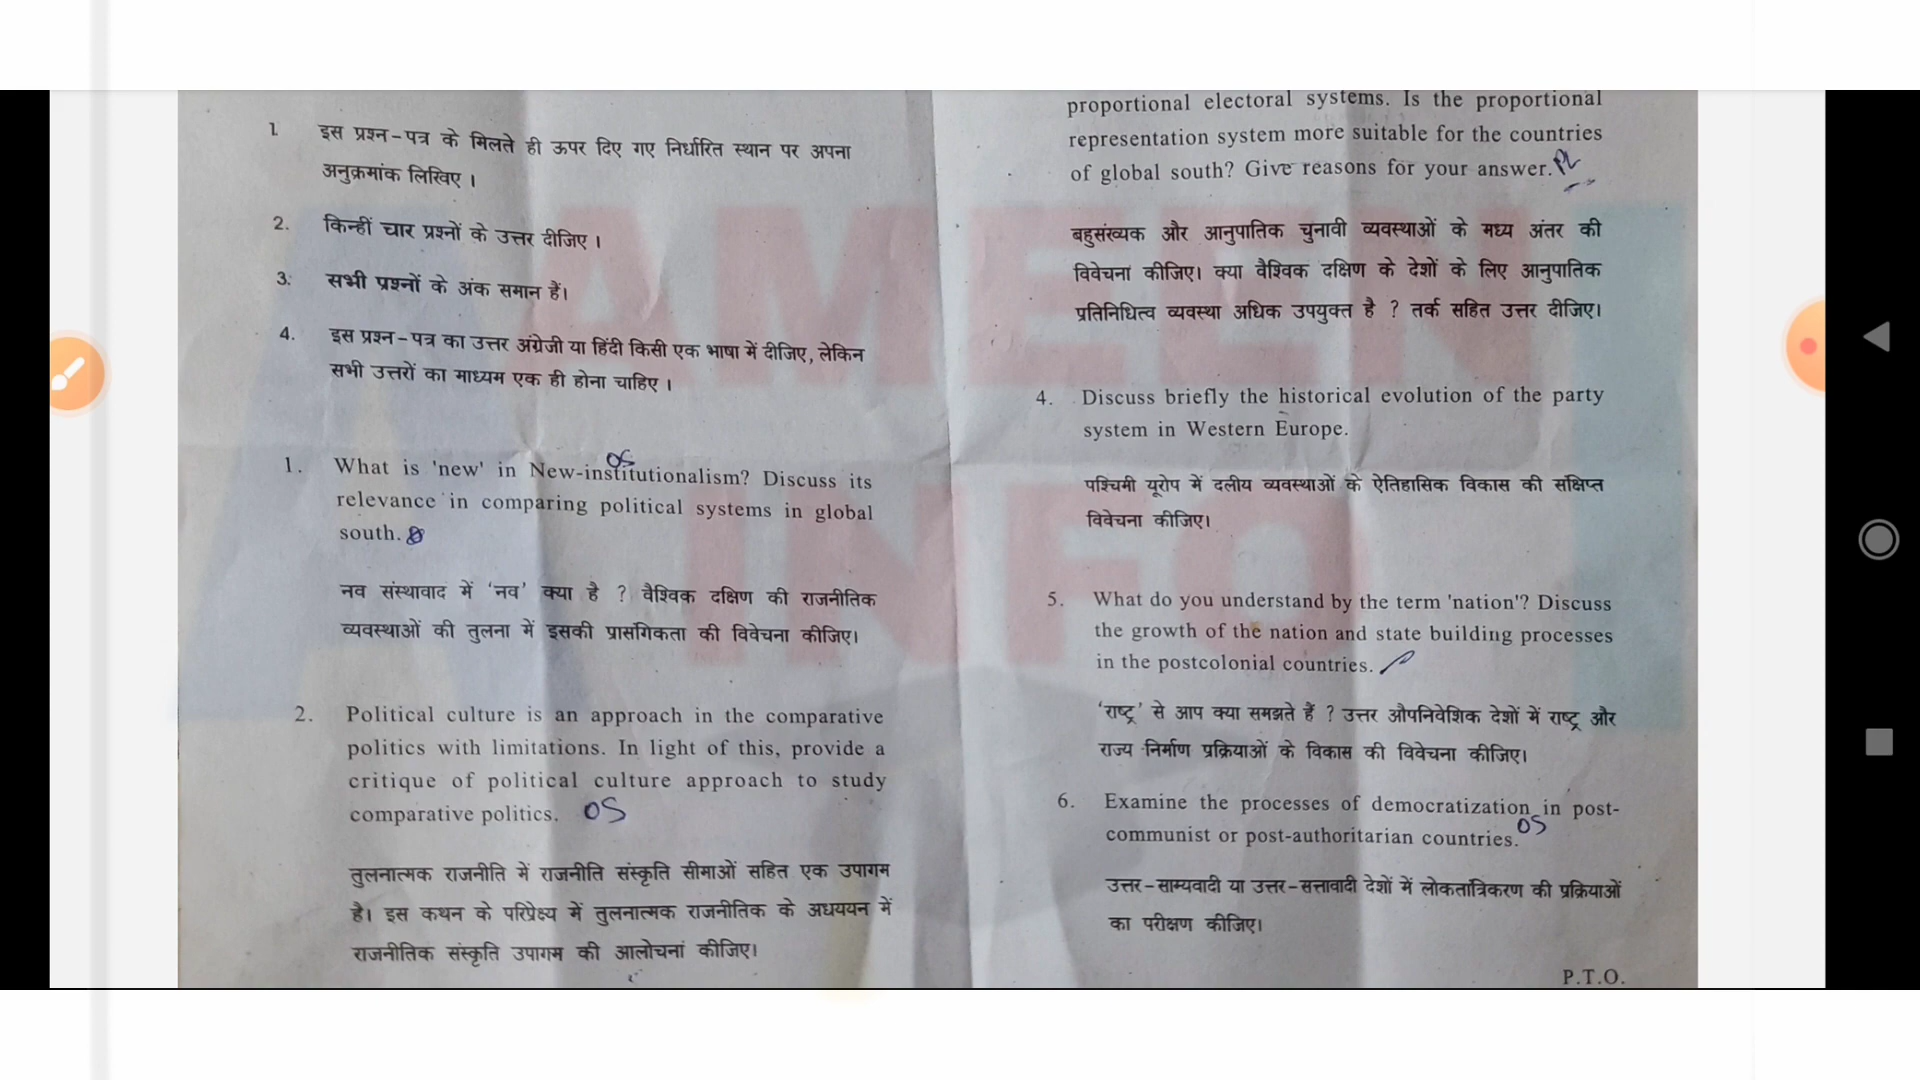 1. इस प्रश्न-पत्र के मिलते ही ऊपर दिए गए निर्धारित स्थान पर अपना
अनुक्रमांक लिखिए ।
2. किन्हीं चार प्रश्नों के उत्तर दीजिए ।
3. सभी प्रश्नों के अंक समान हैं।
4. इस प्रश्न-पत्र का उत्तर अंग्रेजी या हिंदी किसी एक भाषा में दीजिए, लेकिन
सभी उत्तरों का माध्यम एक ही होना चाहिए ।
OS
1. What is 'new' in New-institutionalism? Discuss its
relevance in comparing political systems in global
south.
नव संस्थावाद में 'नव' क्या है ? वैश्विक दक्षिण की राजनीतिक
व्यवस्थाओं की तुलना में इसकी प्रासंगिकता की विवेचना कीजिए।
2. Political culture is an approach in the comparative
politics with limitations. In light of this, provide a
critique of political culture approach to study
comparative politics. OS
तुलनात्मक राजनीति में राजनीति संस्कृति सीमाओं सहित एक उपागम
है। इस कथन के परिप्रेक्ष्य में तुलनात्मक राजनीतिक के अधययन में
राजनीतिक संस्कृति उपागम की आलोचनां कीजिए।
proportional electoral systems. Is the proportional
representation system more suitable for the countries
of global south? Give reasons for your answer.
बहुसंख्यक और आनुपातिक चुनावी व्यवस्थाओं के मध्य अंतर की
विवेचना कीजिए। क्या वैश्विक दक्षिण के देशों के लिए आनुपातिक
प्रतिनिधित्व व्यवस्था अधिक उपयुक्त है ? तर्क सहित उत्तर दीजिए।
4. Discuss briefly the historical evolution of the party
system in Western Europe.
पश्चिमी यूरोप में दलीय व्यवस्थाओं के ऐतिहासिक विकास की संक्षिप्त
विवेचना कीजिए।
5. What do you understand by the term 'nation'? Discuss
the growth of the nation and state building processes
in the postcolonial countries.
'राष्ट्र' से आप क्या समझते हैं ? उत्तर औपनिवेशिक देशों में राष्ट्र और
राज्य निर्माण प्रक्रियाओं के विकास की विवेचना कीजिए।
6. Examine the processes of democratization in post-
communist or post-authoritarian countries. OS
उत्तर-साम्यवादी या उत्तर-सत्तावादी देशों में लोकतांत्रिकरण की प्रक्रियाओं
का परीक्षण कीजिए।
P.T.O.
AMEEN
INFO